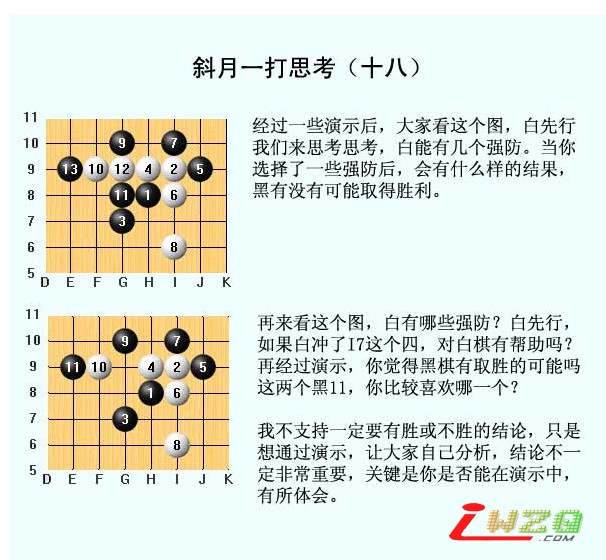 斜月一打思考（十八）
11
10
9
8
7
6
5
D E F G H I J K
9 7
13 10 12 4 2 5
11 1 6
3
8
经过一些演示后，大家看这个图，白先行
我们来思考思考，白能有几个强防。当你
选择了一些强防后，会有什么样的结果，
黑有没有可能取得胜利。
11
10
9
8
7
6
5
D E F G H I J K
9 7
11 10 4 2 5
1 6
3
8
再来看这个图，白有哪些强防？白先行，
如果白冲了I7这个四，对白棋有帮助吗？
再经过演示，你觉得黑棋有取胜的可能吗
这两个黑11，你比较喜欢哪一个？
我不支持一定要有胜或不胜的结论，只是
想通过演示，让大家自己分析，结论不一
定非常重要，关键是你是否能在演示中，
有所体会。
iWZQ
.COM